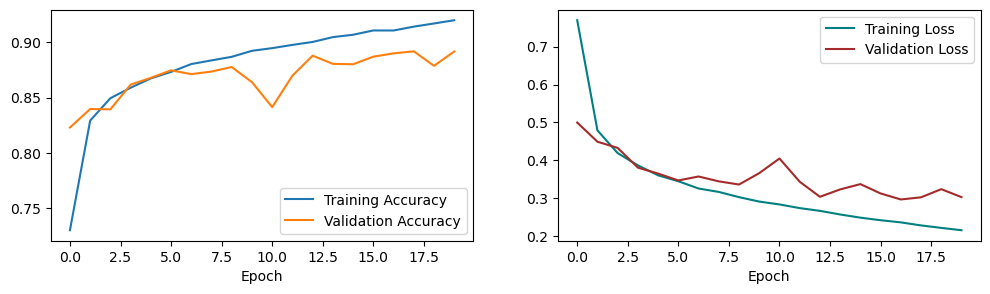 0.90
0.85
0.80
0.75
Training Accuracy
Validation Accuracy
0.0 2.5 5.0 7.5 10.0 12.5 15.0 17.5
Epoch
0.7
0.6
0.5
0.4
0.3
0.2
Training Loss
Validation Loss
0.0 2.5 5.0 7.5 10.0 12.5 15.0 17.5
Epoch